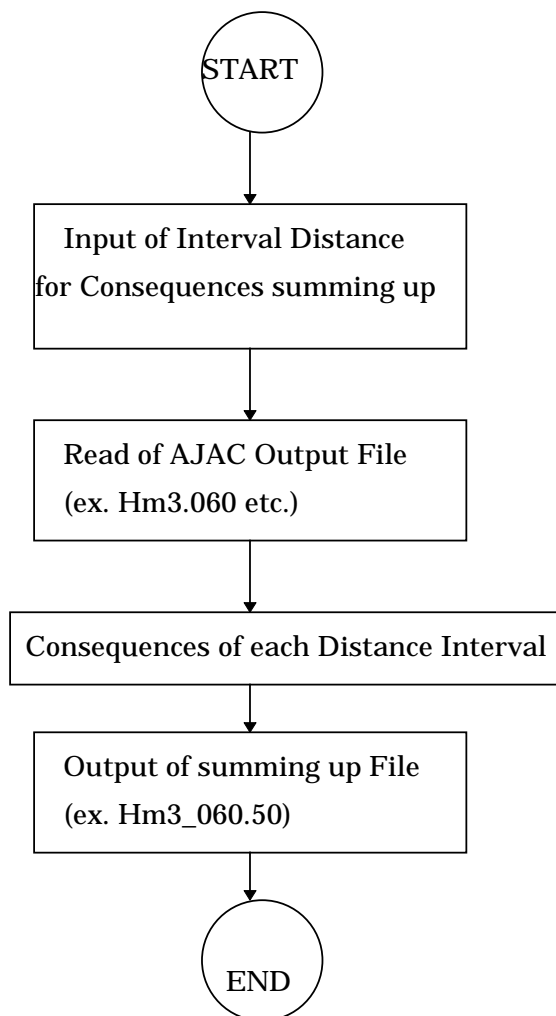 START
Input of Interval Distance
for Consequences summing up
Read of AJAC Output File
(ex. Hm3.060 etc.)
Consequences of each Distance Interval
Output of summing up File
(ex. Hm3_060.50)
END